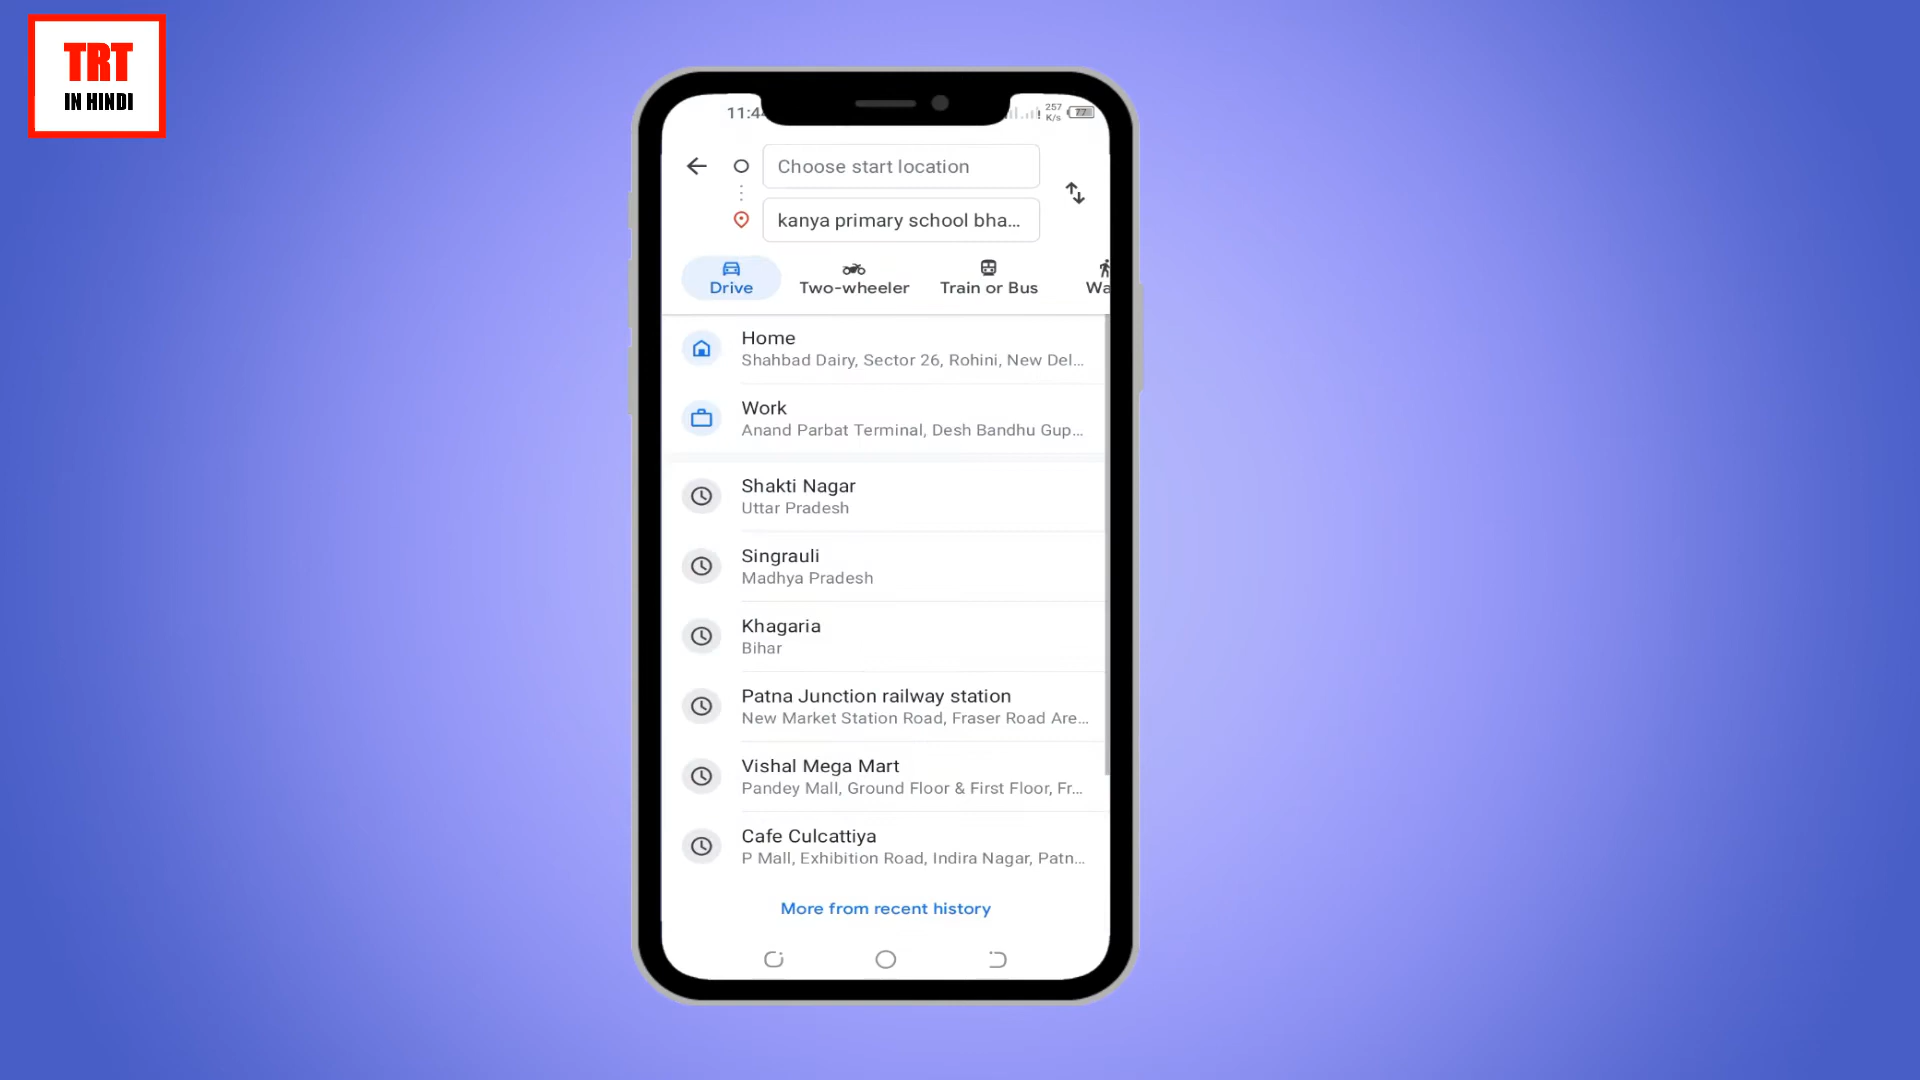 TRT
IN HINDI
257
K/s
77
Choose start location
kanya primary school bha...
Drive
Two-wheeler
Train or Bus
Home
Shahbad Dairy, Sector 26, Rohini, New Del...
Work
Anand Parbat Terminal, Desh Bandhu Gup...
Shakti Nagar
Uttar Pradesh
Singrauli
Madhya Pradesh
Khagaria
Bihar
Patna Junction railway station
New Market Station Road, Fraser Road Are...
Vishal Mega Mart
Pandey Mall, Ground Floor & First Floor, Fr...
Cafe Culcattiya
P Mall, Exhibition Road, Indira Nagar, Patn...
More from recent history